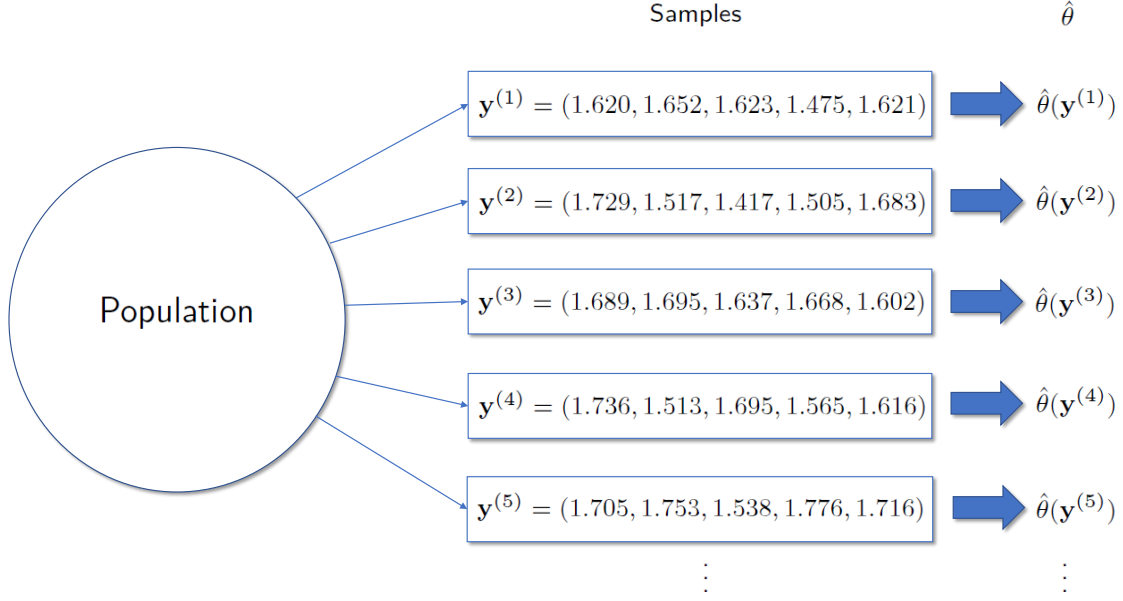 Samples θ̂
y⁽¹⁾ = (1.620, 1.652, 1.623, 1.475, 1.621) θ̂(y⁽¹⁾)
y⁽²⁾ = (1.729, 1.517, 1.417, 1.505, 1.683) θ̂(y⁽²⁾)
Population
y⁽³⁾ = (1.689, 1.695, 1.637, 1.668, 1.602) θ̂(y⁽³⁾)
y⁽⁴⁾ = (1.736, 1.513, 1.695, 1.565, 1.616) θ̂(y⁽⁴⁾)
y⁽⁵⁾ = (1.705, 1.753, 1.538, 1.776, 1.716) θ̂(y⁽⁵⁾)
⋮ ⋮